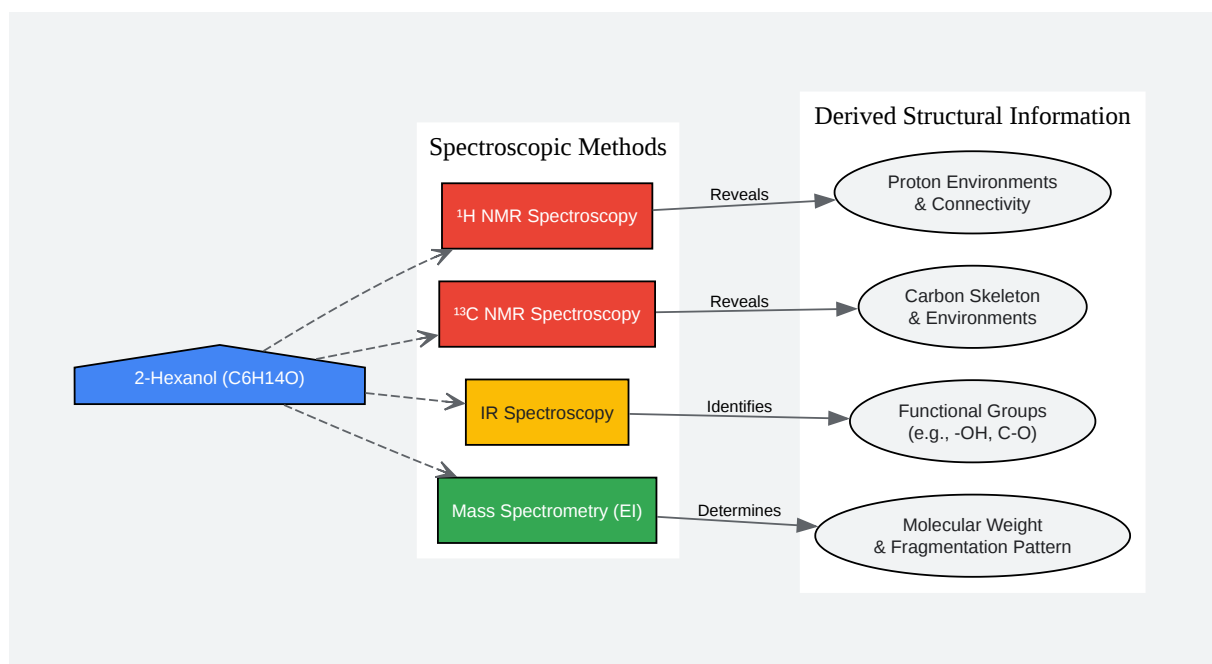 Derived Structural Information
Spectroscopic Methods
¹H NMR Spectroscopy
Reveals
Proton Environments
& Connectivity
¹³C NMR Spectroscopy
Reveals
Carbon Skeleton
& Environments
2-Hexanol (C6H14O)
IR Spectroscopy
Identifies
Functional Groups
(e.g., -OH, C-O)
Mass Spectrometry (EI)
Determines
Molecular Weight
& Fragmentation Pattern